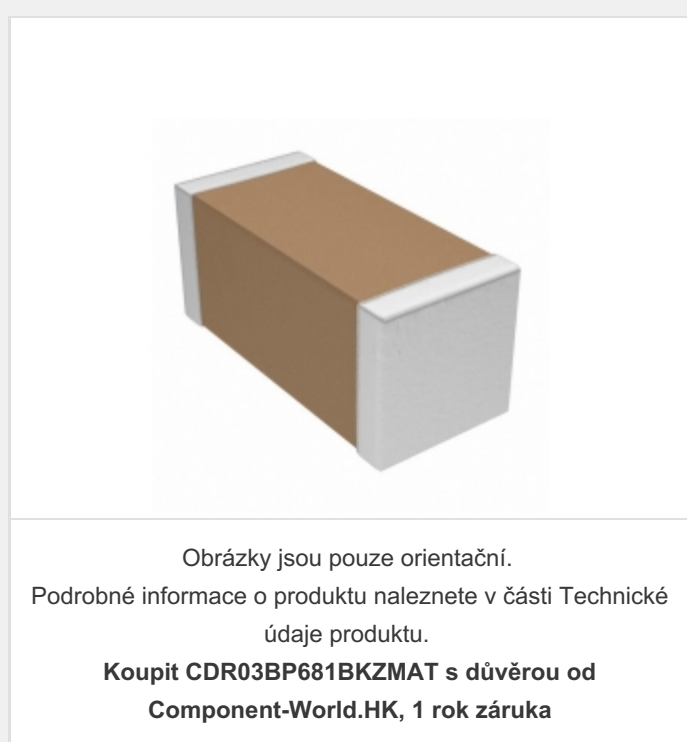 Obrázky jsou pouze orientační.
Podrobné informace o produktu naleznete v části Technické
údaje produktu.
Koupit CDR03BP681BKZMAT s důvěrou od
Component-World.HK, 1 rok záruka